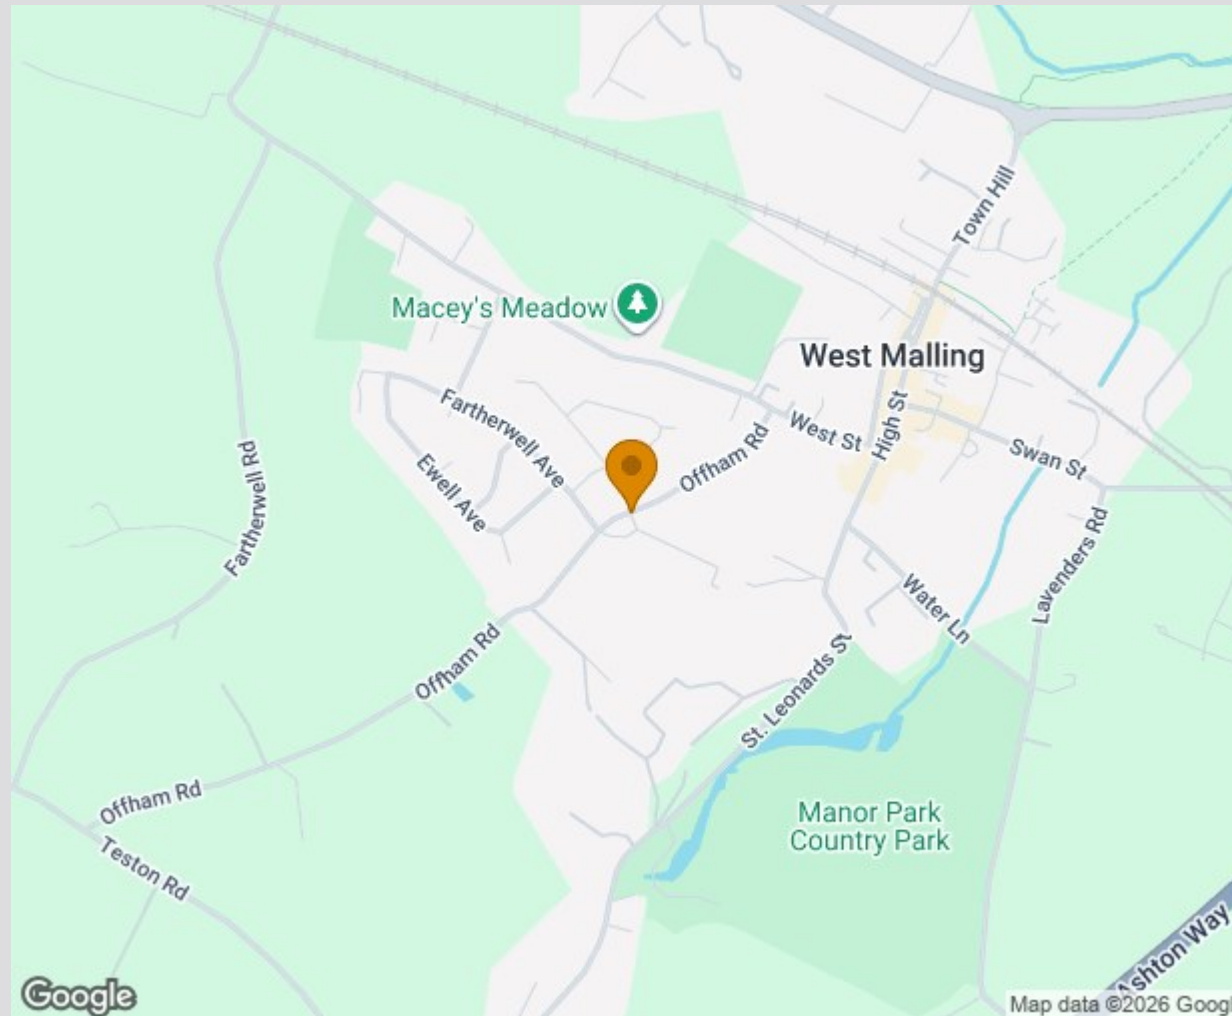 Town Hill
Macey's Meadow
West Malling
Fartherwell Ave
West St
High St
Offham Rd
Swan St
Ewell Ave
Fartherwell Rd
Lavenders Rd
Water Ln
Offham Rd
St. Leonards St
Offham Rd
Manor Park
Country Park
Teston Rd
Ashton Way
Google
Map data ©2026 Googl